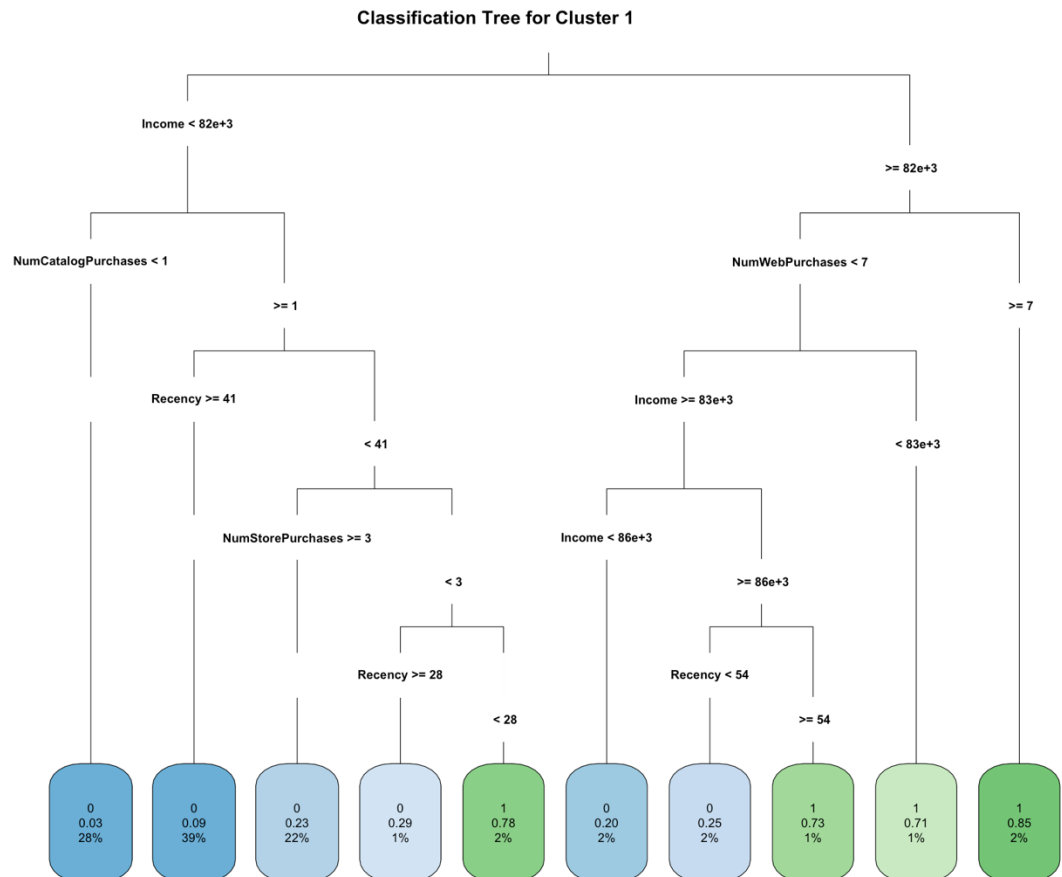 Classification Tree for Cluster 1
Income < 82e+3
>= 82e+3
NumCatalogPurchases < 1
NumWebPurchases < 7
>= 1
>= 7
Recency >= 41
Income >= 83e+3
< 41
< 83e+3
NumStorePurchases >= 3
Income < 86e+3
< 3
>= 86e+3
Recency >= 28
Recency < 54
< 28
>= 54
0
0.03
28%
0
0.09
39%
0
0.23
22%
0
0.29
1%
1
0.78
2%
0
0.20
2%
0
0.25
2%
1
0.73
1%
1
0.71
1%
1
0.85
2%